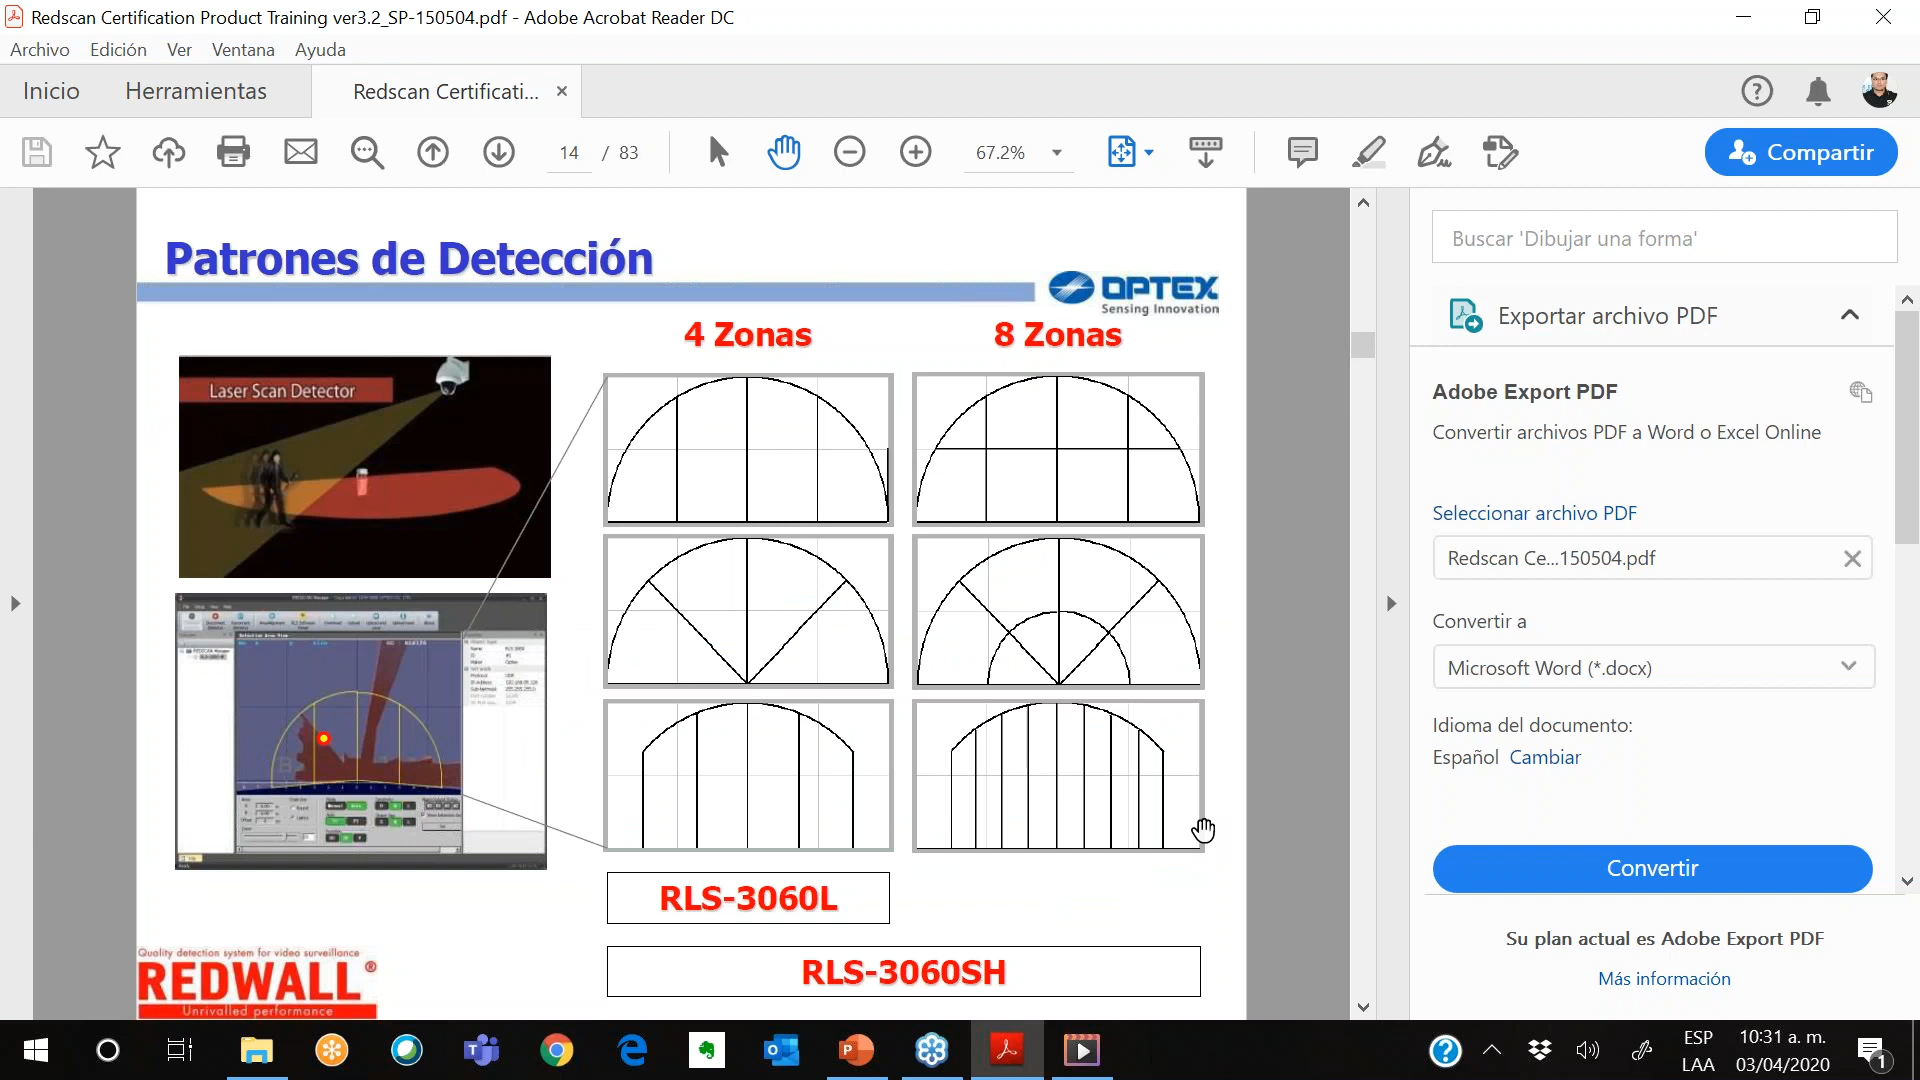 Redscan Certification Product Training ver3.2_SP-150504.pdf - Adobe Acrobat Reader DC
Archivo Edición Ver Ventana Ayuda
Inicio Herramientas Redscan Certificati...
14 / 83 67.2% Compartir
Patrones de Detección
OPTEX
Sensing Innovation
4 Zonas 8 Zonas
Laser Scan Detector
RLS-3060L
RLS-3060SH
Quality detection system for video surveillance
REDWALL®
Unrivalled performance
Buscar 'Dibujar una forma'
Exportar archivo PDF
Adobe Export PDF
Convertir archivos PDF a Word o Excel Online
Seleccionar archivo PDF
Redscan Ce...150504.pdf
Convertir a
Microsoft Word (*.docx)
Idioma del documento:
Español Cambiar
Convertir
Su plan actual es Adobe Export PDF
Más información
ESP 10:31 a. m.
LAA 03/04/2020
1